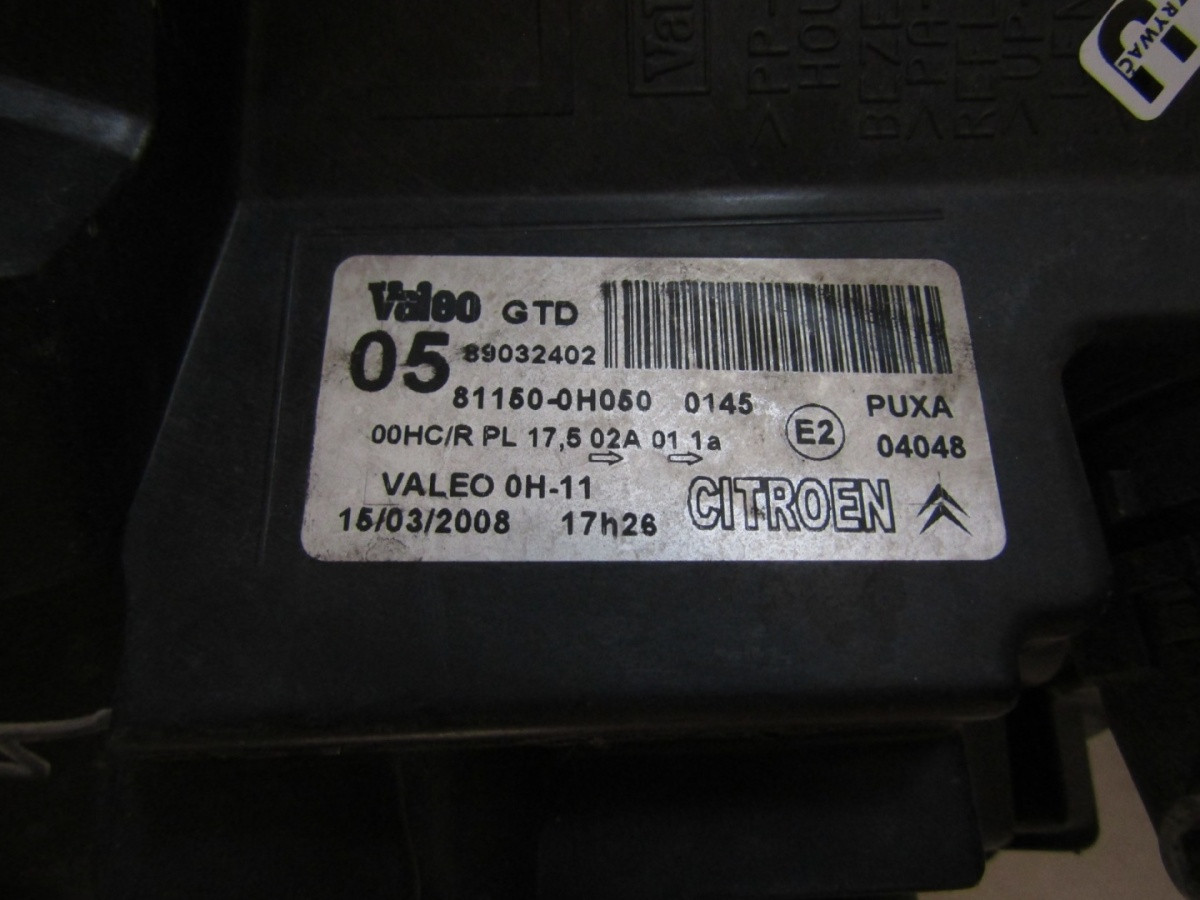 Valeo GTD
05 89032402
81150-0H050 0145 PUXA
00HC/R PL 17,5 02A 01 1a E2 04048
VALEO 0H-11 CITROEN
15/03/2008 17h26